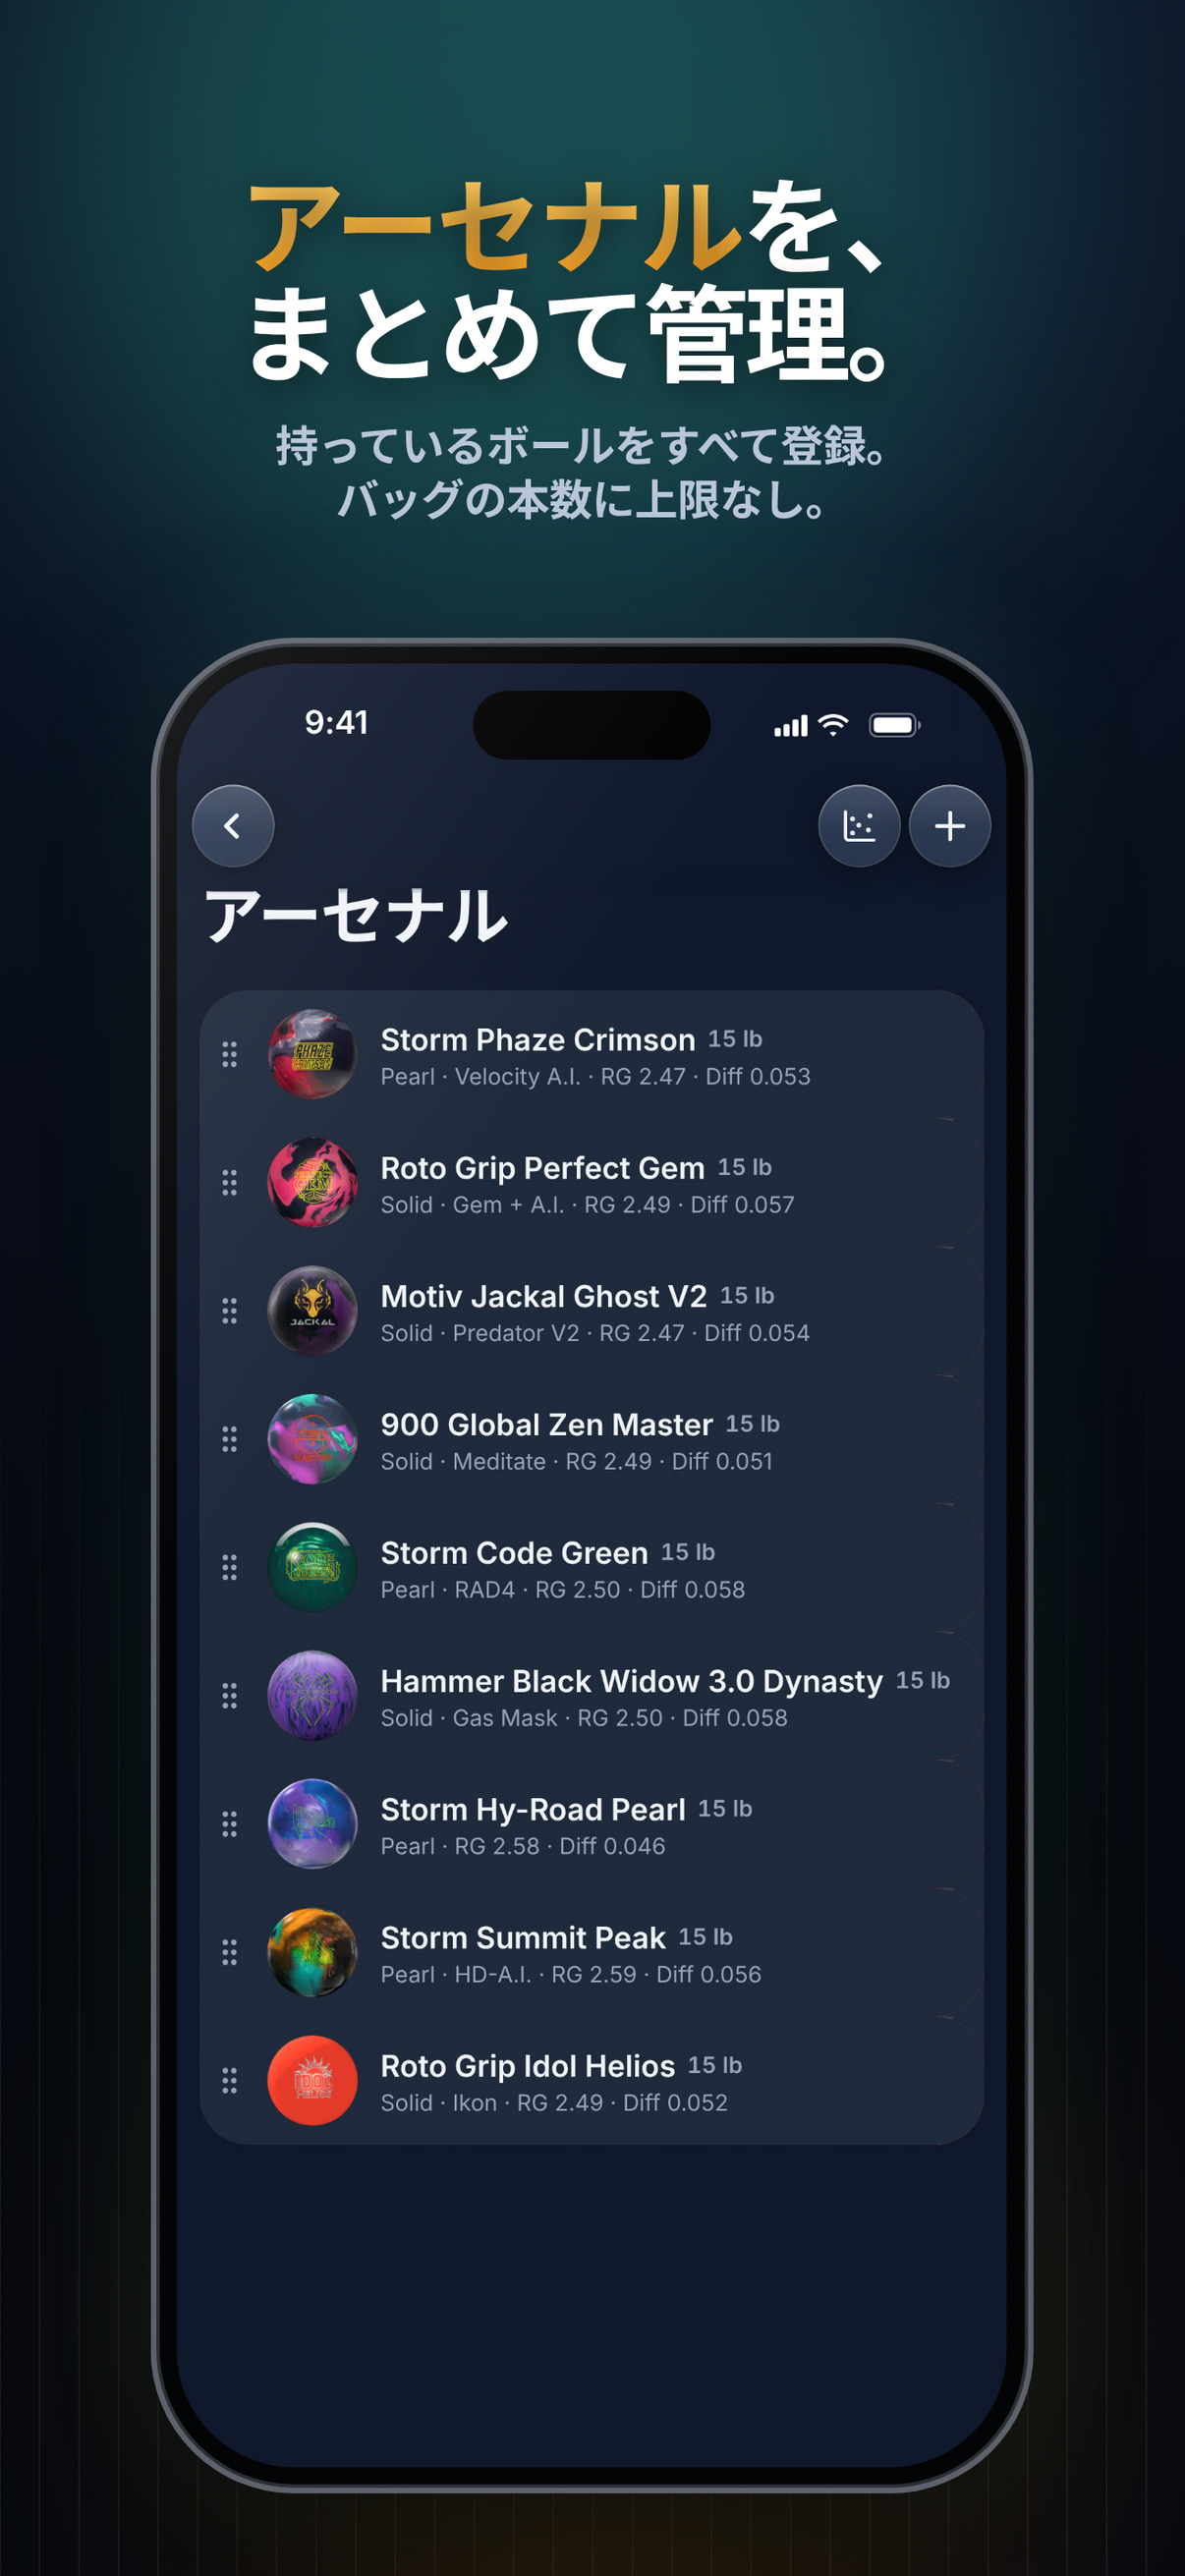 アーセナルを、
まとめて管理。
持っているボールをすべて登録。
バッグの本数に上限なし。
9:41
アーセナル
PHAZE
CRIMSON
Storm Phaze Crimson 15 lb
Pearl · Velocity A.I. · RG 2.47 · Diff 0.053
GEM
Roto Grip Perfect Gem 15 lb
Solid · Gem + A.I. · RG 2.49 · Diff 0.057
JACKAL
Motiv Jackal Ghost V2 15 lb
Solid · Predator V2 · RG 2.47 · Diff 0.054
900 Global Zen Master 15 lb
Solid · Meditate · RG 2.49 · Diff 0.051
CODE
GREEN
Storm Code Green 15 lb
Pearl · RAD4 · RG 2.50 · Diff 0.058
Hammer Black Widow 3.0 Dynasty 15 lb
Solid · Gas Mask · RG 2.50 · Diff 0.058
Storm Hy-Road Pearl 15 lb
Pearl · RG 2.58 · Diff 0.046
Storm Summit Peak 15 lb
Pearl · HD-A.I. · RG 2.59 · Diff 0.056
IDOL
HELIOS
Roto Grip Idol Helios 15 lb
Solid · Ikon · RG 2.49 · Diff 0.052